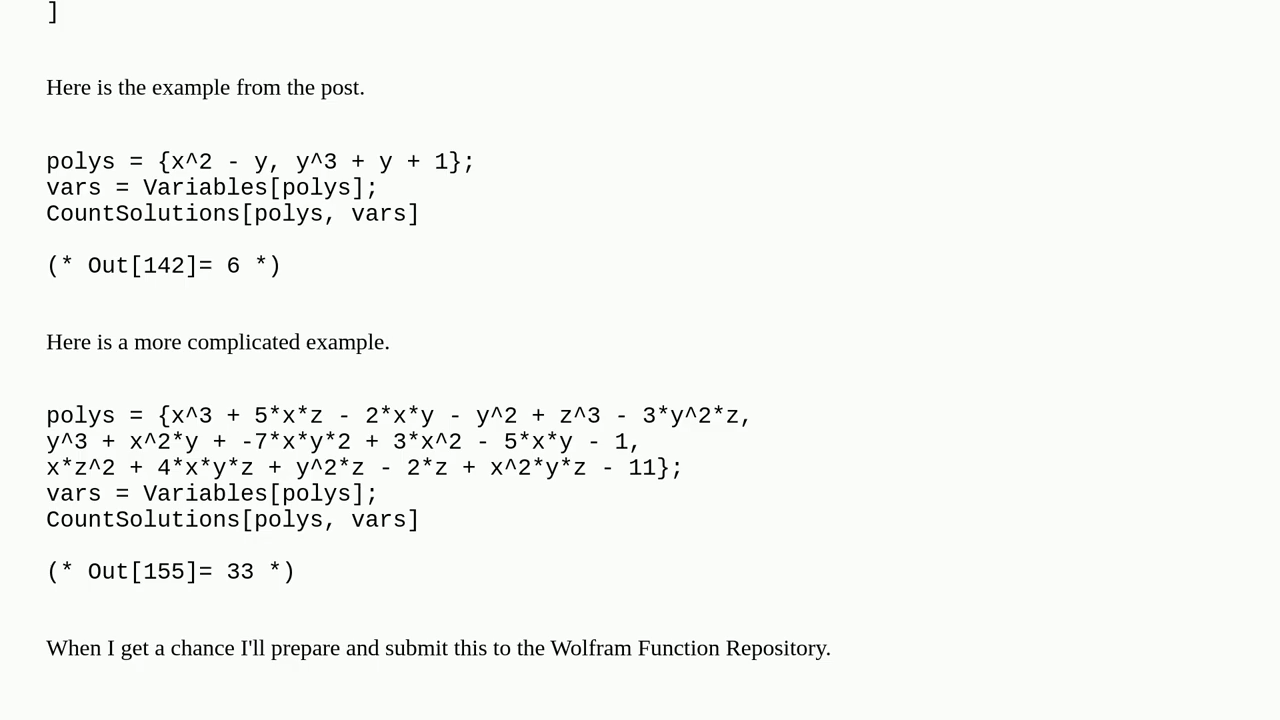 ]
Here is the example from the post.
polys = {x^2 - y, y^3 + y + 1};
vars = Variables[polys];
CountSolutions[polys, vars]
(* Out[142]= 6 *)
Here is a more complicated example.
polys = {x^3 + 5*x*z - 2*x*y - y^2 + z^3 - 3*y^2*z,
y^3 + x^2*y + -7*x*y*2 + 3*x^2 - 5*x*y - 1,
x*z^2 + 4*x*y*z + y^2*z - 2*z + x^2*y*z - 11};
vars = Variables[polys];
CountSolutions[polys, vars]
(* Out[155]= 33 *)
When I get a chance I'll prepare and submit this to the Wolfram Function Repository.